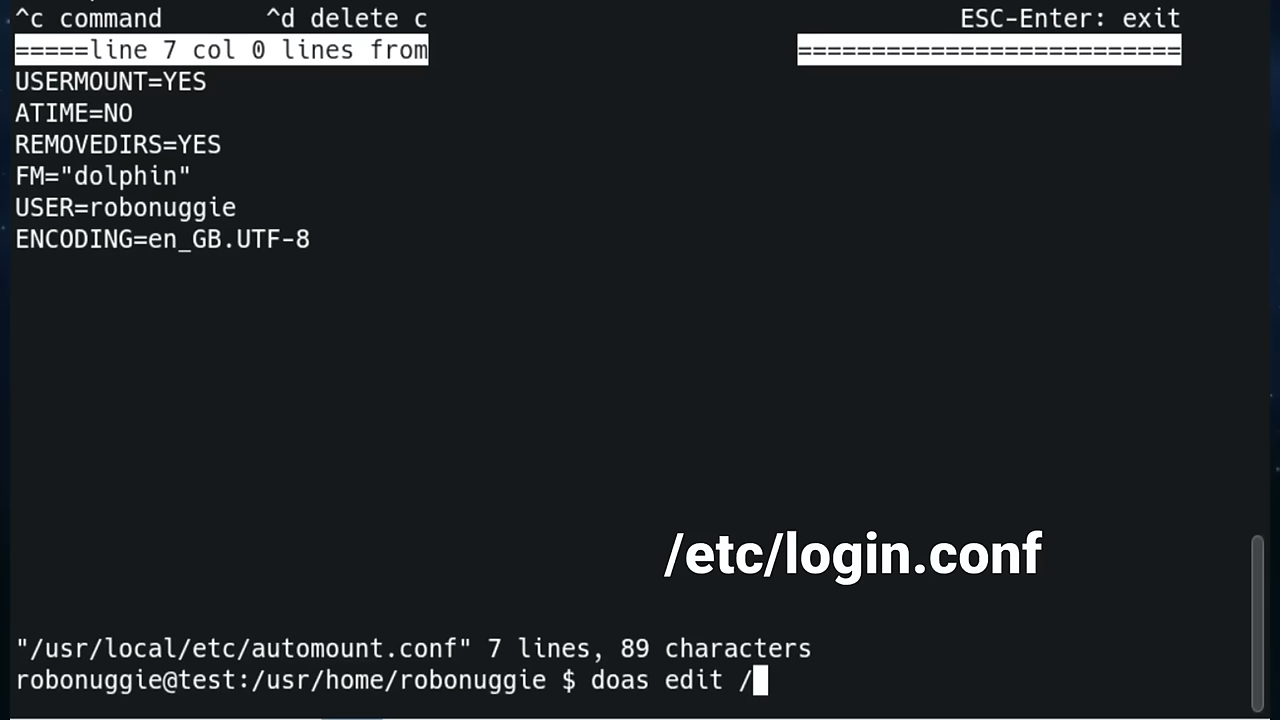 ^c command ^d delete c ESC-Enter: exit
=====line 7 col 0 lines from ==========================
USERMOUNT=YES
ATIME=NO
REMOVEDIRS=YES
FM="dolphin"
USER=robonuggie
ENCODING=en_GB.UTF-8
/etc/login.conf
"/usr/local/etc/automount.conf" 7 lines, 89 characters
robonuggie@test:/usr/home/robonuggie $ doas edit /